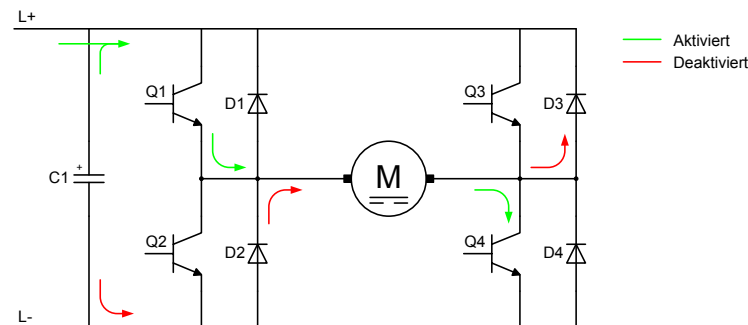 L+
Aktiviert
Deaktiviert
Q1
D1
Q3
D3
C1
+
M
Q2
D2
Q4
D4
L-